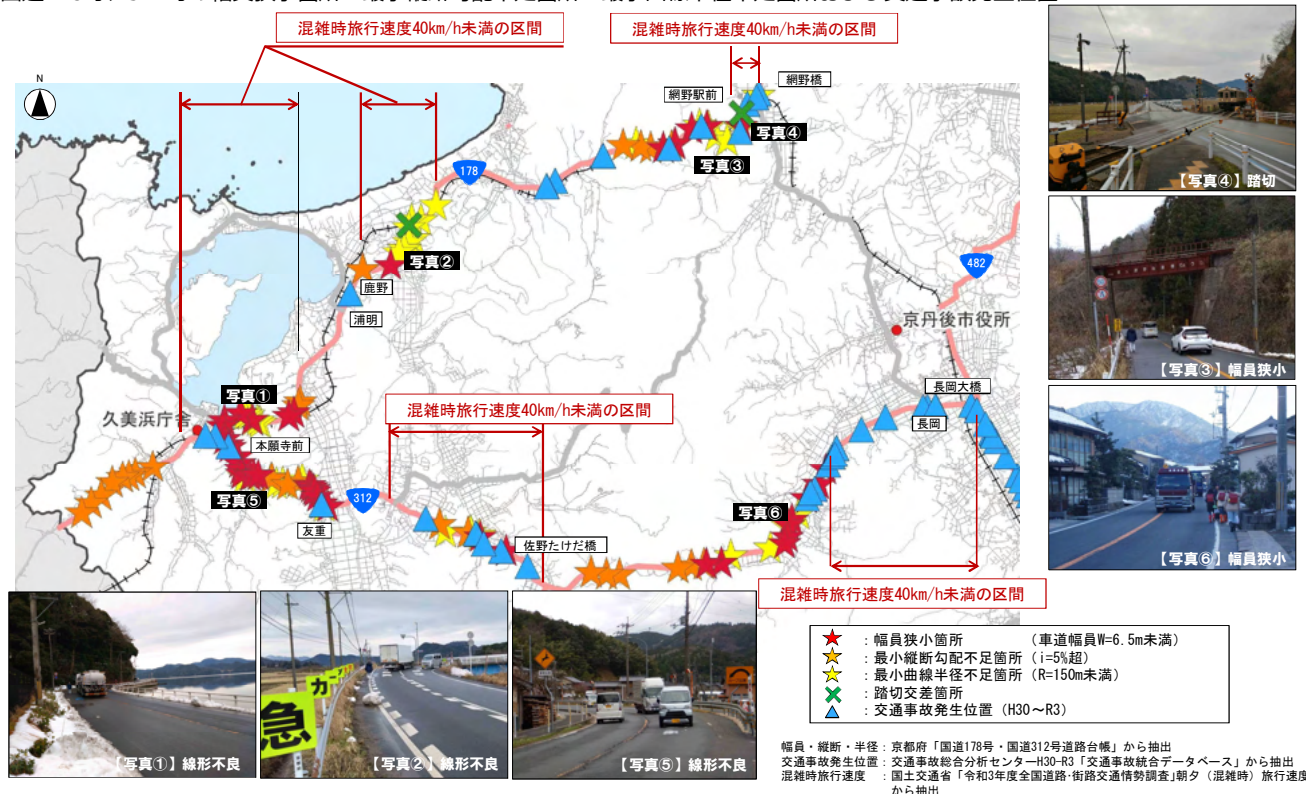 混雑時旅行速度40km/h未満の区間
混雑時旅行速度40km/h未満の区間
N
網野橋
網野駅前
写真④
写真③
178
【写真④】踏切
写真②
鹿野
浦明
482
京丹後市役所
【写真③】幅員狭小
写真①
久美浜庁舎
本願寺前
混雑時旅行速度40km/h未満の区間
長岡大橋
長岡
写真⑤
312
友重
写真⑥
佐野たけだ橋
【写真⑥】幅員狭小
混雑時旅行速度40km/h未満の区間
急
カー
【写真①】線形不良
【写真②】線形不良
【写真⑤】線形不良
：幅員狭小箇所　（車道幅員W=6.5m未満）
：最小縦断勾配不足箇所（i=5%超）
：最小曲線半径不足箇所（R=150m未満）
：踏切交差箇所
：交通事故発生位置（H30～R3）
幅員・縦断・半径：京都府「国道178号・国道312号道路台帳」から抽出
交通事故発生位置：交通事故総合分析センターH30-R3「交通事故統合データベース」から抽出
混雑時旅行速度　：国土交通省「令和3年度全国道路・街路交通情勢調査」朝夕（混雑時）旅行速度
から抽出